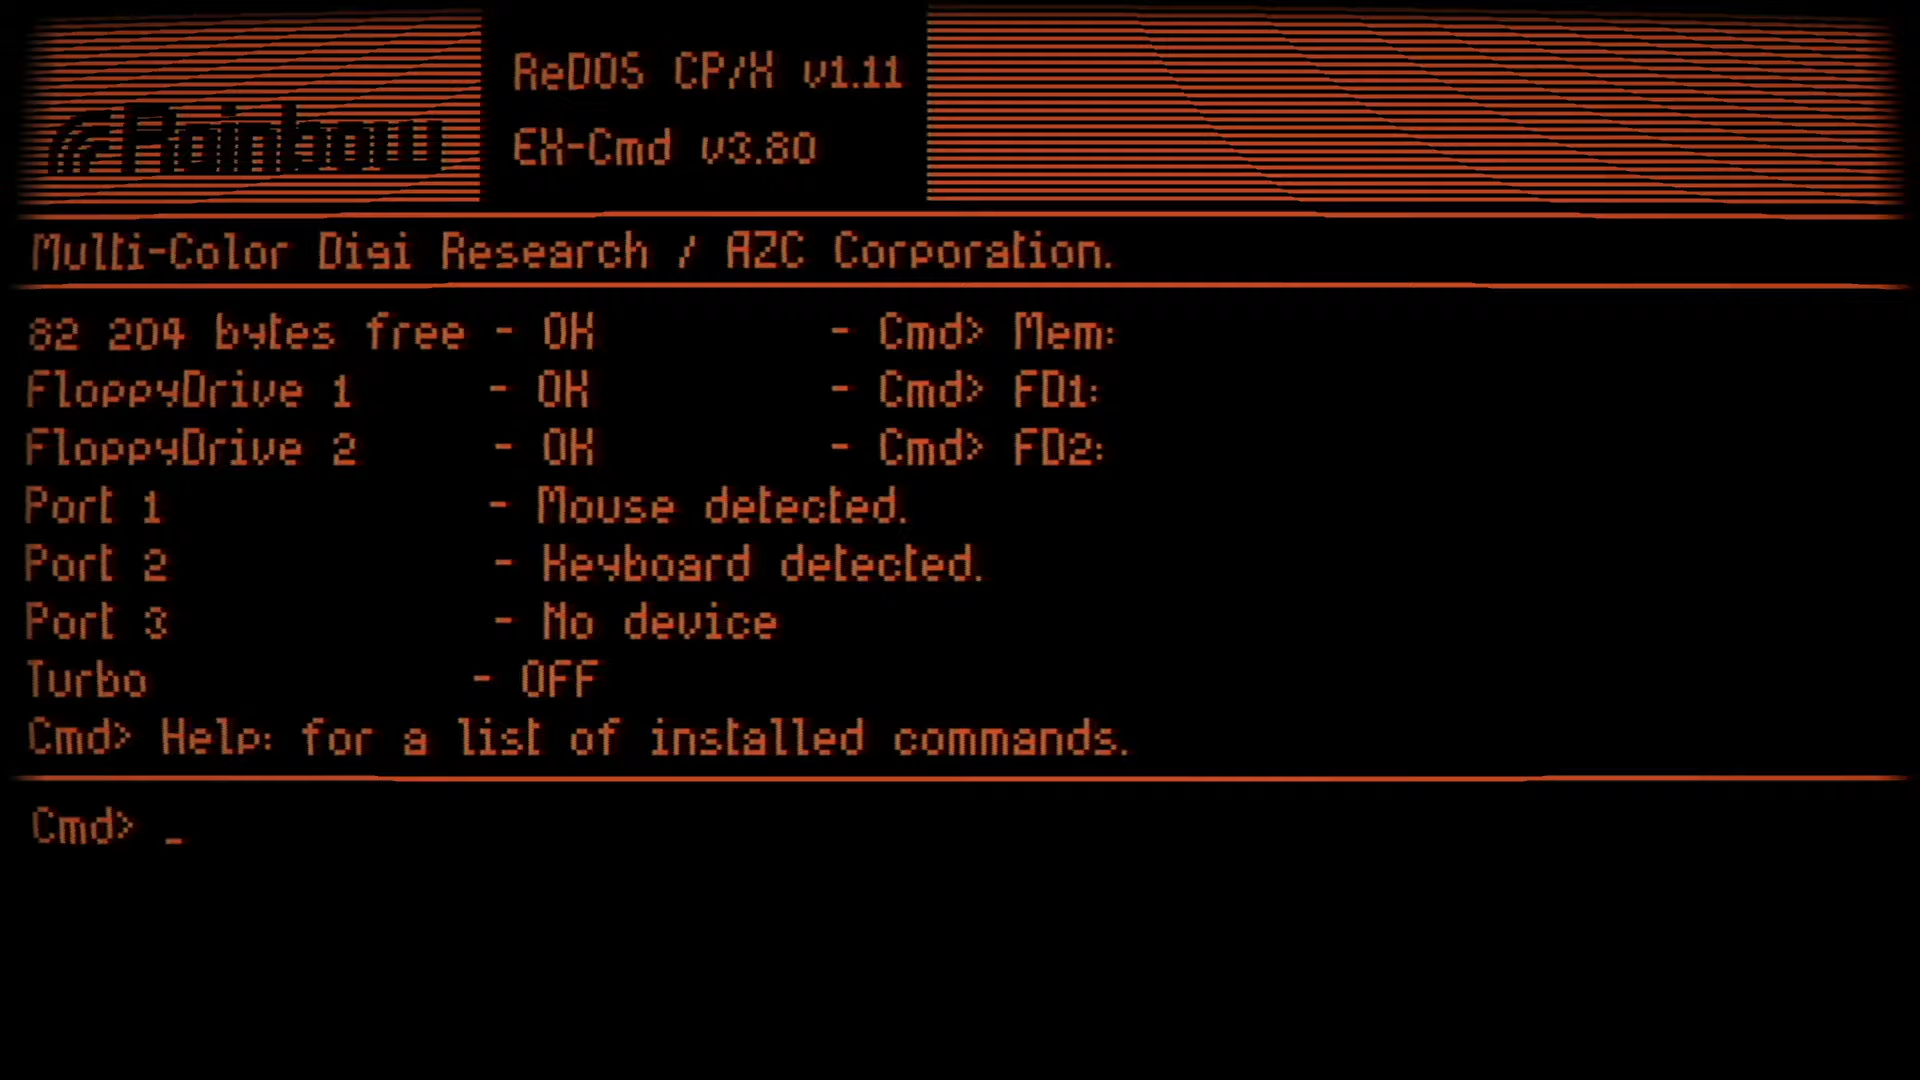 Rainbow
ReDOS CP/X v1.11
EX-Cmd v3.80
Multi-Color Digi Research / AZC Corporation.
82 204 bytes free - OK - Cmd> Mem:
FloppyDrive 1 - OK - Cmd> FD1:
FloppyDrive 2 - OK - Cmd> FD2:
Port 1 - Mouse detected.
Port 2 - Keyboard detected.
Port 3 - No device
Turbo - OFF
Cmd> Help: for a list of installed commands.
Cmd> _